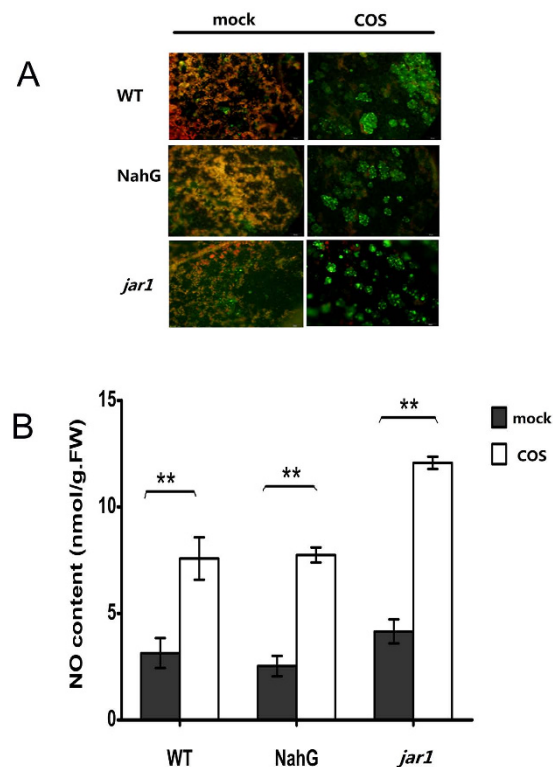 mock COS
A
WT
NahG
jar1
B
NO content (nmol/g.FW)
15
10
5
0
** ** **
mock
COS
WT NahG jar1